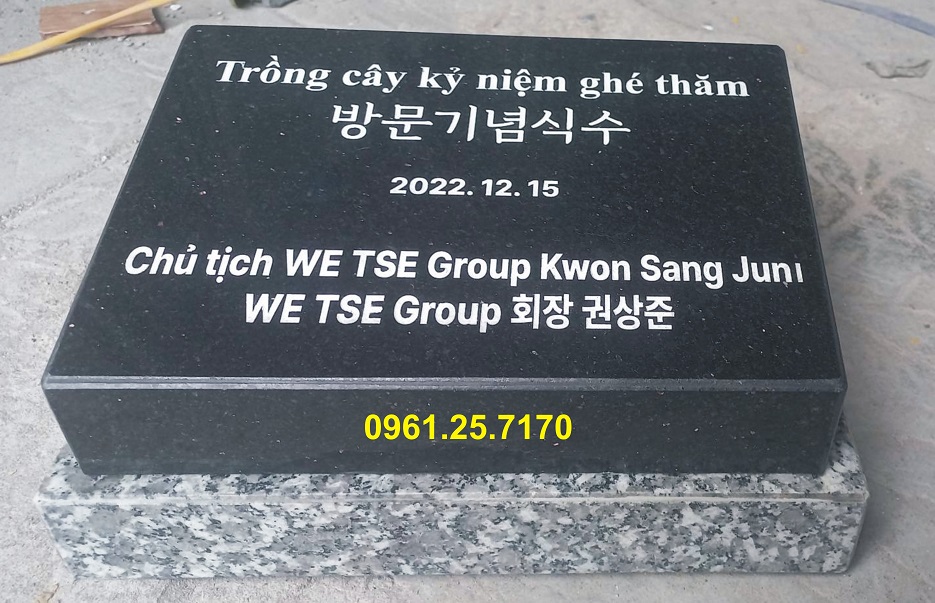 Trồng cây kỷ niệm ghé thăm
방문기념식수
2022. 12. 15
Chủ tịch WE TSE Group Kwon Sang Junı
WE TSE Group 회장 권상준
0961.25.7170